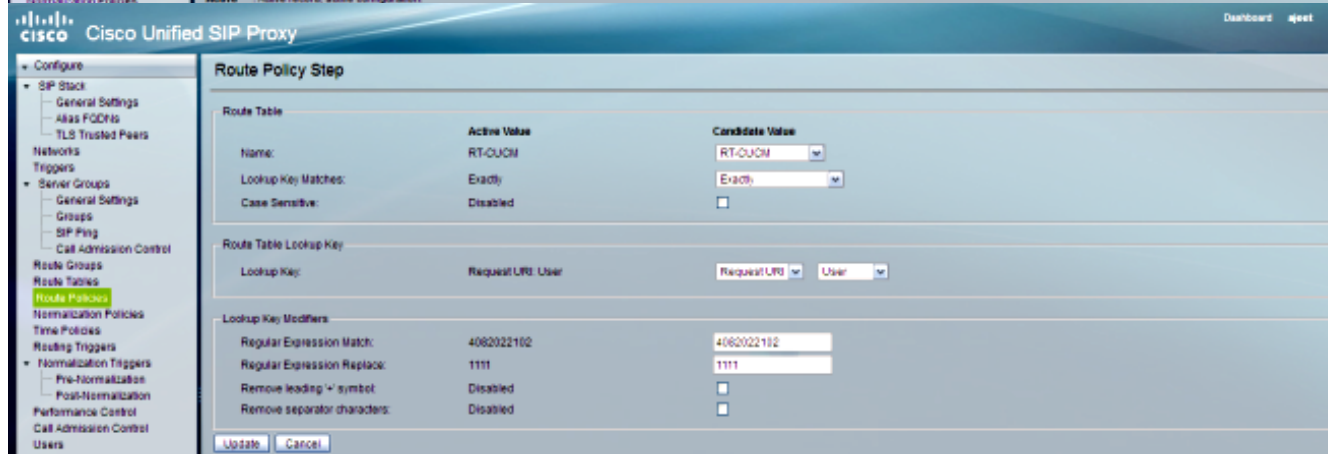 CISCO Cisco Unified SIP Proxy
Dashboard ajeet
Configure
SIP Stack
General Settings
Alias FQDNs
TLS Trusted Peers
Networks
Triggers
Server Groups
General Settings
Groups
SIP Ping
Call Admission Control
Route Groups
Route Tables
Route Policies
Normalization Policies
Time Policies
Routing Triggers
Normalization Triggers
Pre-Normalization
Post-Normalization
Performance Control
Call Admission Control
Users
Route Policy Step
Route Table
Active Value Candidate Value
Name: RT-CUCM RT-CUCM
Lookup Key Matches: Exactly Exactly
Case Sensitive: Disabled
Route Table Lookup Key
Lookup Key: Request URI: User Request URI User
Lookup Key Modifiers
Regular Expression Match: 4082022102 4082022102
Regular Expression Replace: 1111 1111
Remove leading '+' symbol: Disabled
Remove separator characters: Disabled
Update Cancel